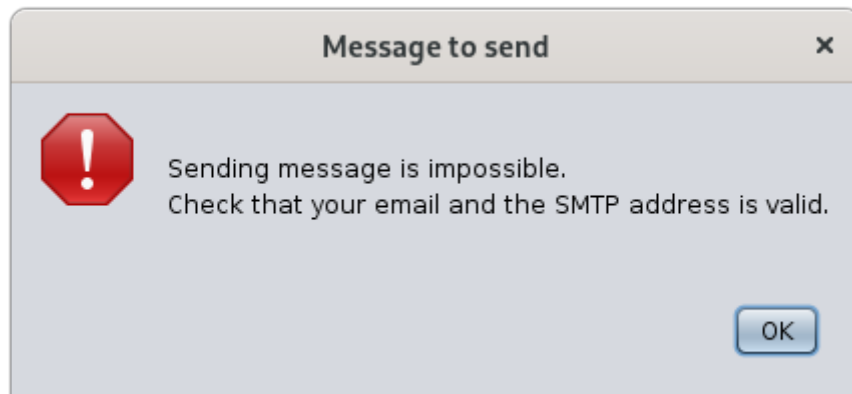 Message to send
Sending message is impossible.
Check that your email and the SMTP address is valid.
OK